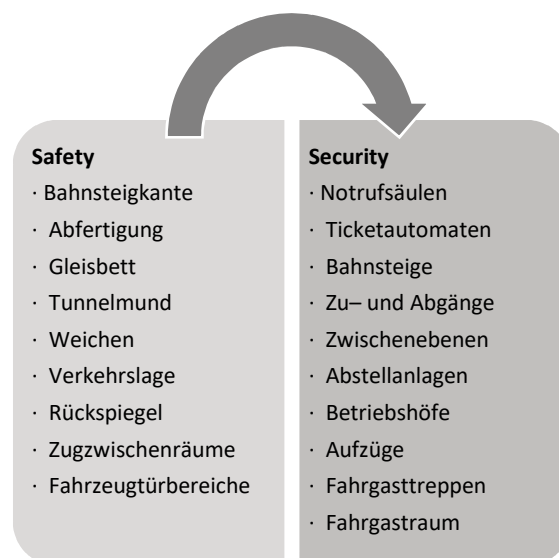 Safety
· Bahnsteigkante
· Abfertigung
· Gleisbett
· Tunnelmund
· Weichen
· Verkehrslage
· Rückspiegel
· Zugzwischenräume
· Fahrzeugtürbereiche
Security
· Notrufsäulen
· Ticketautomaten
· Bahnsteige
· Zu– und Abgänge
· Zwischenebenen
· Abstellanlagen
· Betriebshöfe
· Aufzüge
· Fahrgasttreppen
· Fahrgastraum